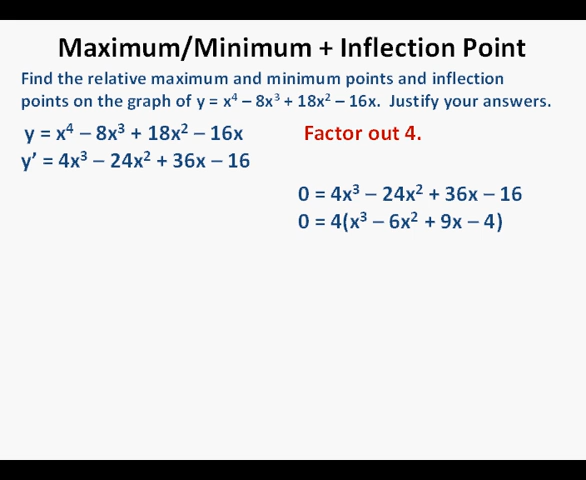 Maximum/Minimum + Inflection Point
Find the relative maximum and minimum points and inflection
points on the graph of y = x⁴ – 8x³ + 18x² – 16x. Justify your answers.
y = x⁴ – 8x³ + 18x² – 16x
Factor out 4.
y’ = 4x³ – 24x² + 36x – 16
0 = 4x³ – 24x² + 36x – 16
0 = 4(x³ – 6x² + 9x – 4)